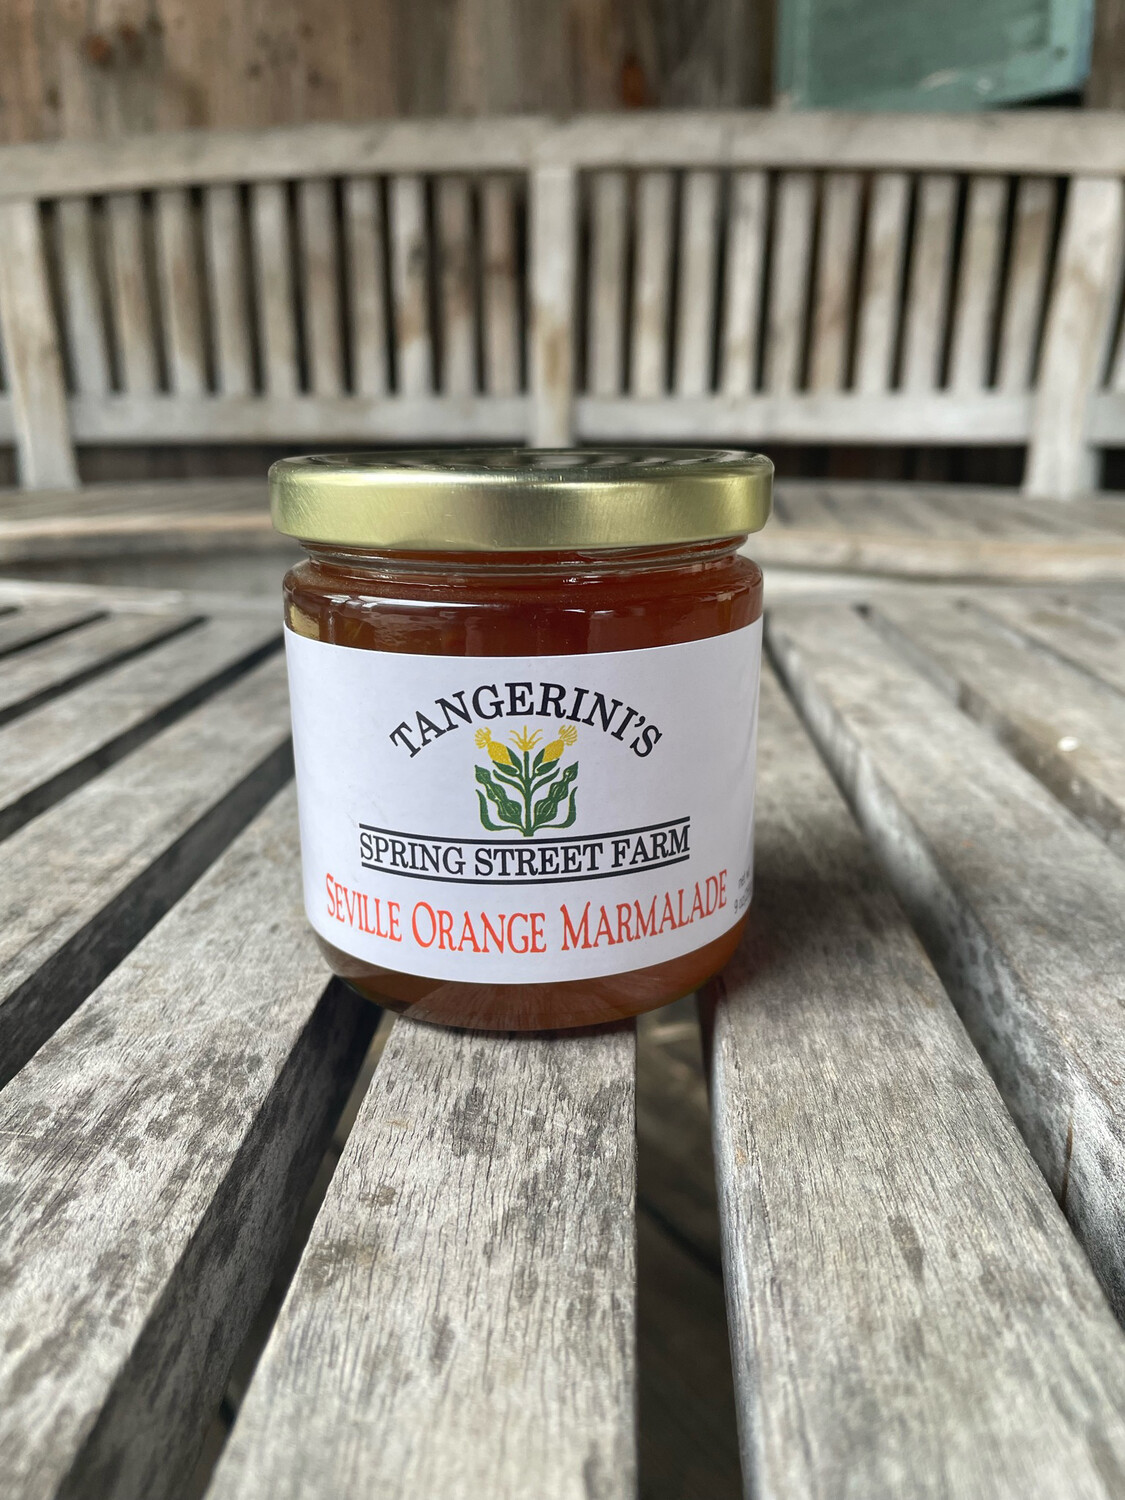 TANGERINI'S
SPRING STREET FARM
SEVILLE ORANGE MARMALADE